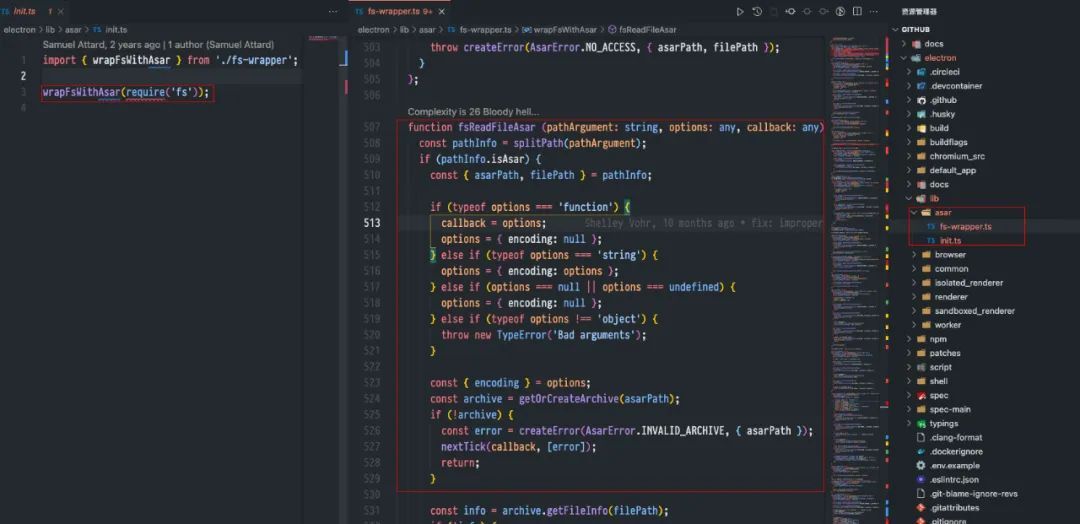 TS init.ts 1 ×
electron > lib > asar > TS init.ts
Samuel Attard, 2 years ago | 1 author (Samuel Attard)
1 import { wrapFsWithAsar } from './fs-wrapper';
2
3 wrapFsWithAsar(require('fs'));
4
TS fs-wrapper.ts 9+ ×
electron > lib > asar > TS fs-wrapper.ts > wrapFsWithAsar > fsReadFileAsar
503 throw createError(AsarError.NO_ACCESS, { asarPath, filePath });
504 }
505 };
506
Complexity is 26 Bloody hell...
507 function fsReadFileAsar (pathArgument: string, options: any, callback: any)
508 const pathInfo = splitPath(pathArgument);
509 if (pathInfo.isAsar) {
510 const { asarPath, filePath } = pathInfo;
511
512 if (typeof options === 'function') {
513 callback = options; Shelley Vohr, 10 months ago • fix: improper
514 options = { encoding: null };
515 } else if (typeof options === 'string') {
516 options = { encoding: options };
517 } else if (options === null || options === undefined) {
518 options = { encoding: null };
519 } else if (typeof options !== 'object') {
520 throw new TypeError('Bad arguments');
521 }
522
523 const { encoding } = options;
524 const archive = getOrCreateArchive(asarPath);
525 if (!archive) {
526 const error = createError(AsarError.INVALID_ARCHIVE, { asarPath });
527 nextTick(callback, [error]);
528 return;
529 }
530
531 const info = archive.getFileInfo(filePath);
资源管理器
GITHUB
docs
electron
.circleci
.devcontainer
.github
.husky
build
buildflags
chromium_src
default_app
docs
lib
asar
TS fs-wrapper.ts
TS init.ts
browser
common
isolated_renderer
renderer
sandboxed_renderer
worker
npm
patches
script
shell
spec
spec-main
typings
.clang-format
.dockerignore
.env.example
.eslintrc.json
.git-blame-ignore-revs
.gitattributes
.gitignore